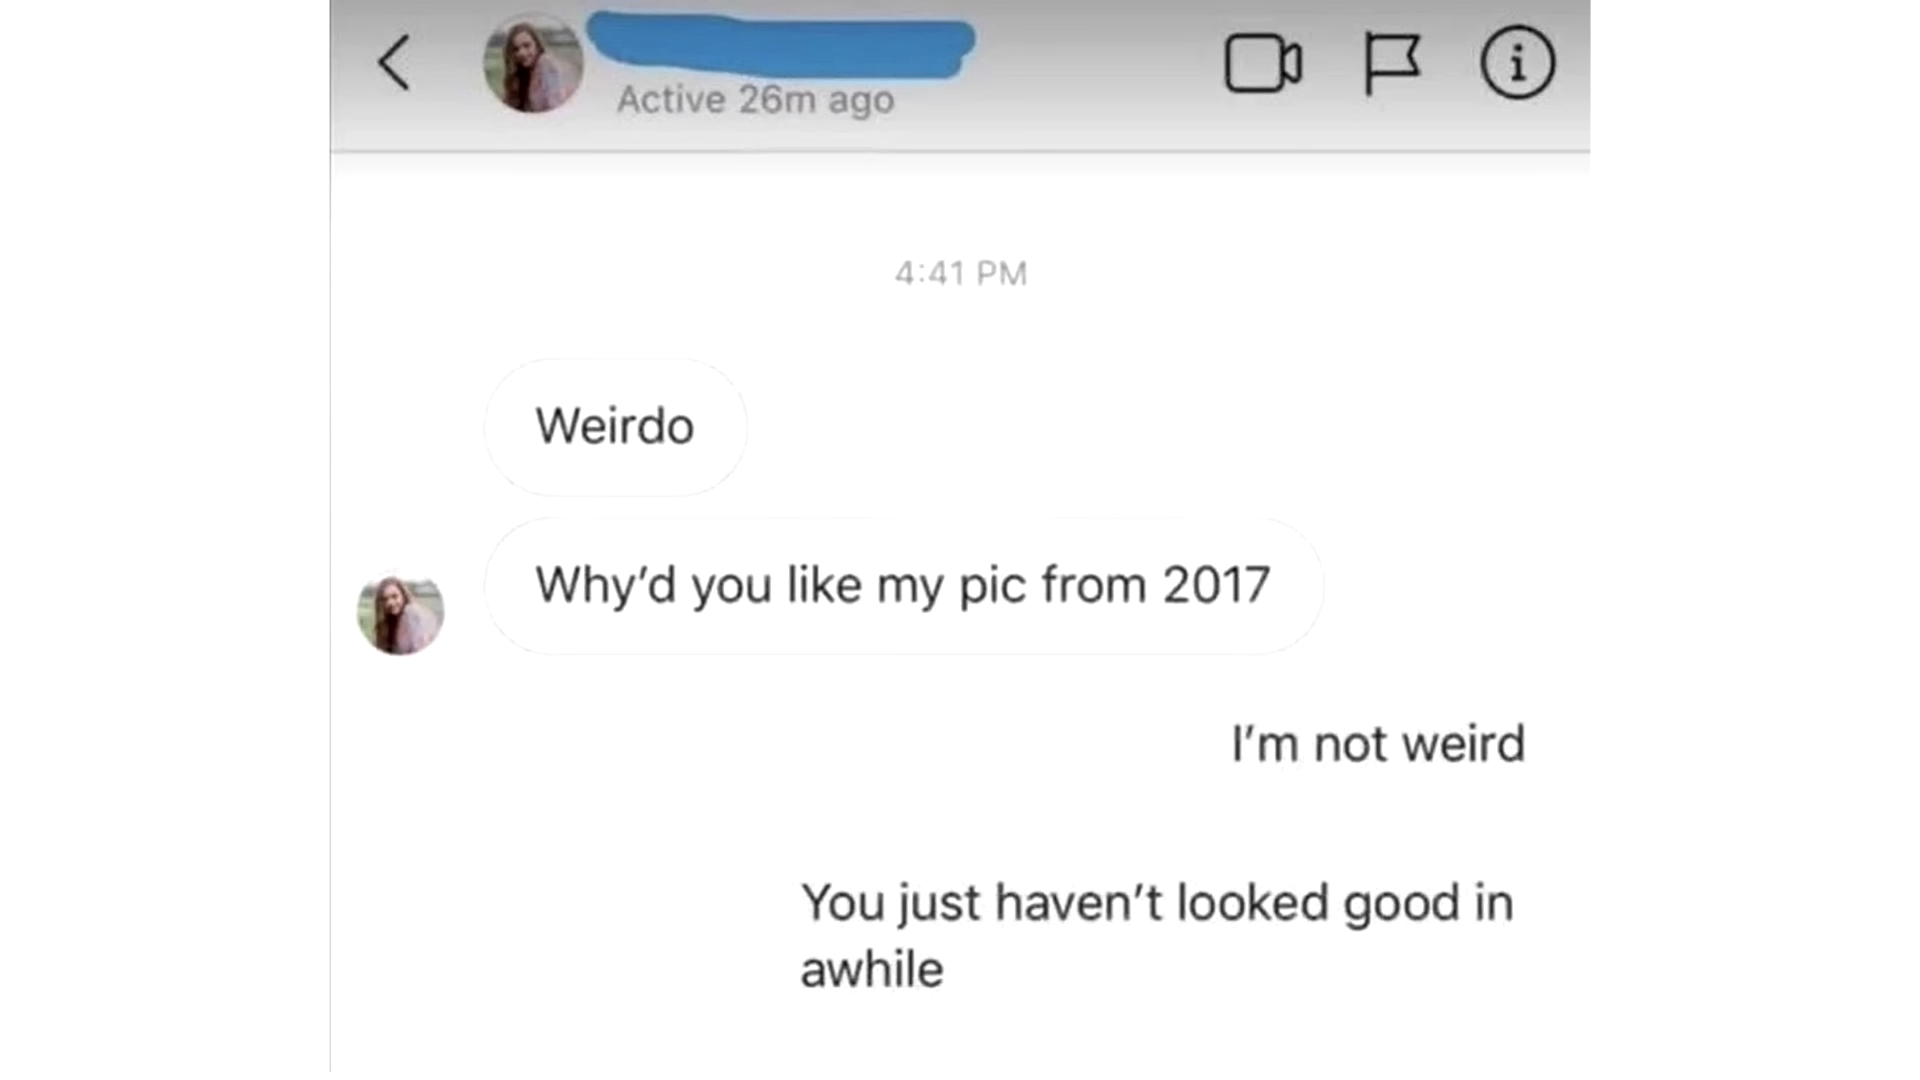 Active 26m ago
4:41 PM
Weirdo
Why’d you like my pic from 2017
I’m not weird
You just haven’t looked good in
awhile